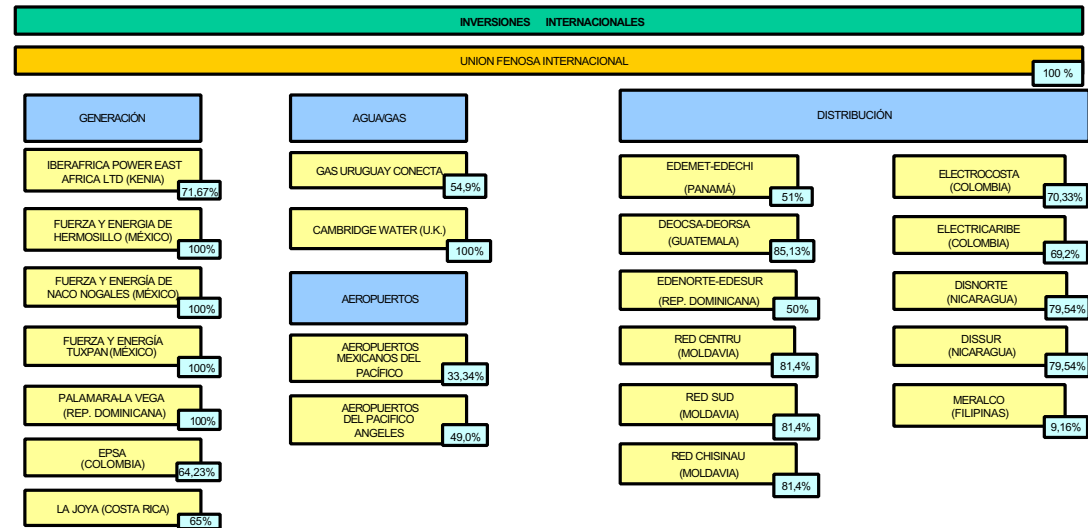 INVERSIONES INTERNACIONALES
UNION FENOSA INTERNACIONAL
100 %
GENERACIÓN
IBERAFRICA POWER EAST
AFRICA LTD (KENIA)
71,67%
FUERZA Y ENERGIA DE
HERMOSILLO (MÉXICO)
100%
FUERZA Y ENERGÍA DE
NACO NOGALES (MÉXICO)
100%
FUERZA Y ENERGÍA
TUXPAN (MÉXICO)
100%
PALAMARA-LA VEGA
(REP. DOMINICANA)
100%
EPSA
(COLOMBIA)
64,23%
LA JOYA (COSTA RICA)
65%
AGUA/GAS
GAS URUGUAY CONECTA
54,9%
CAMBRIDGE WATER (U.K.)
100%
AEROPUERTOS
AEROPUERTOS
MEXICANOS DEL
PACÍFICO
33,34%
AEROPUERTOS
DEL PACIFICO
ANGELES
49,0%
DISTRIBUCIÓN
EDEMET-EDECHI
(PANAMÁ)
51%
DEOCSA-DEORSA
(GUATEMALA)
85,13%
EDENORTE-EDESUR
(REP. DOMINICANA)
50%
RED CENTRU
(MOLDAVIA)
81,4%
RED SUD
(MOLDAVIA)
81,4%
RED CHISINAU
(MOLDAVIA)
81,4%
ELECTROCOSTA
(COLOMBIA)
70,33%
ELECTRICARIBE
(COLOMBIA)
69,2%
DISNORTE
(NICARAGUA)
79,54%
DISSUR
(NICARAGUA)
79,54%
MERALCO
(FILIPINAS)
9,16%